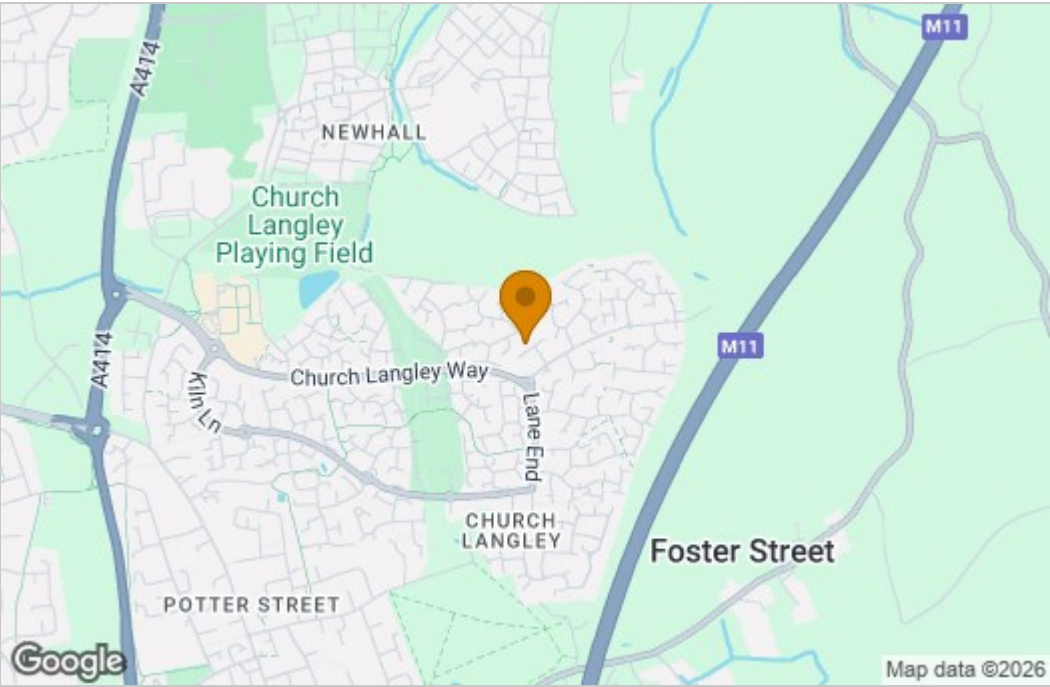 M11
A414
NEWHALL
Church
Langley
Playing Field
M11
A414
Church Langley Way
Kiln Ln
Lane End
CHURCH
LANGLEY
Foster Street
POTTER STREET
Google
Map data ©2026